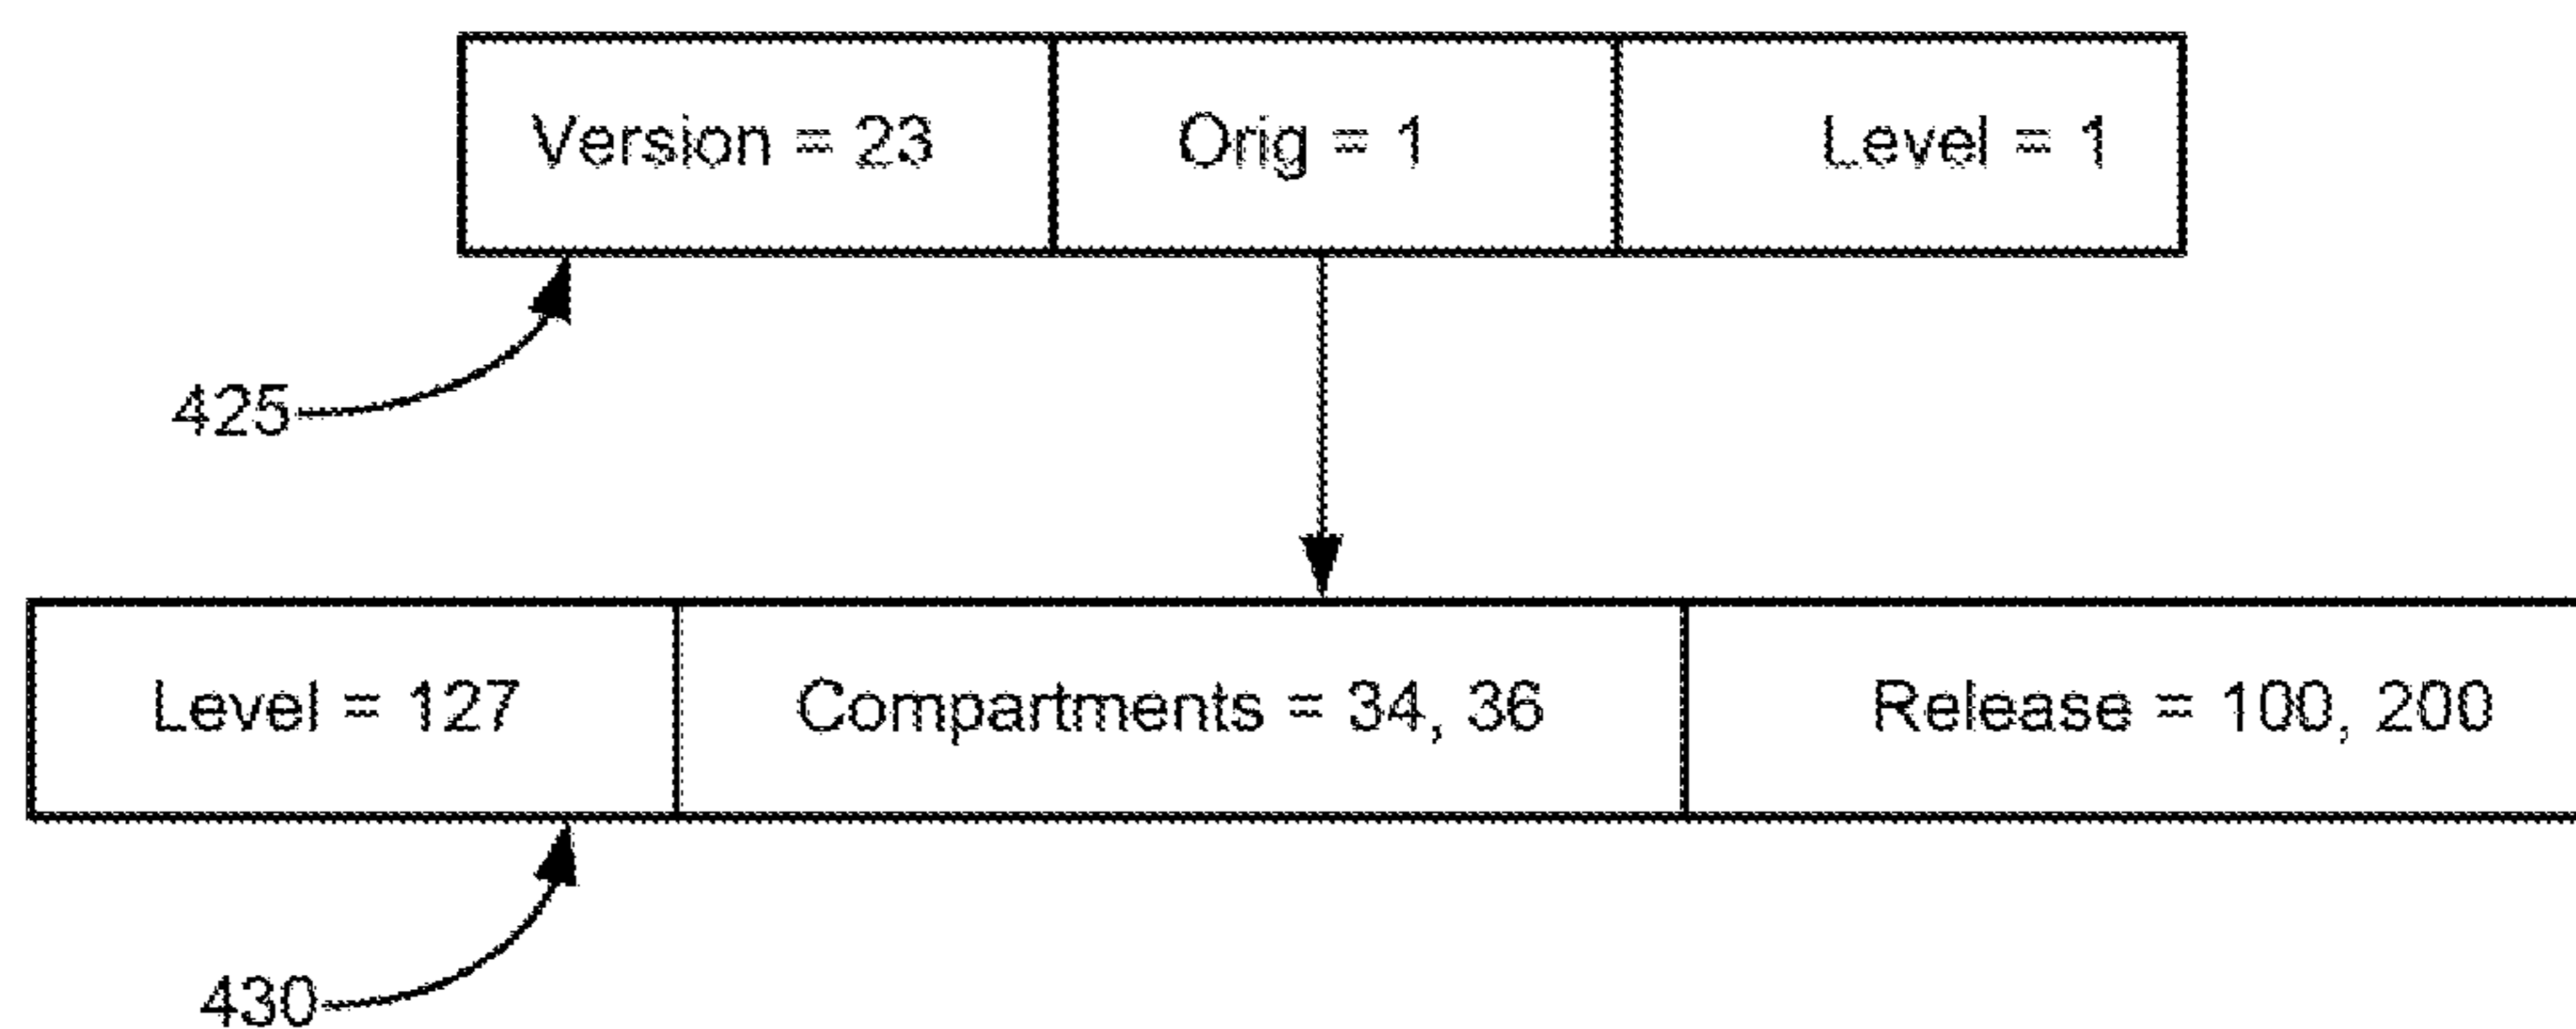 Version = 23 Orig = 1 Level = 1
425
Level = 127 Compartments = 34, 36 Release = 100, 200
430